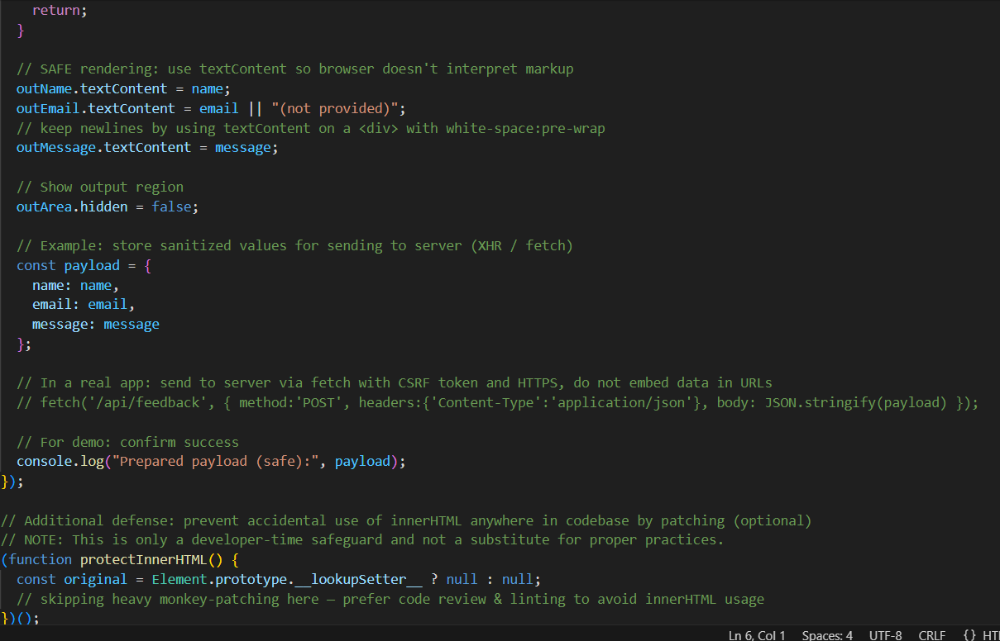 return;
}
// SAFE rendering: use textContent so browser doesn't interpret markup
outName.textContent = name;
outEmail.textContent = email || "(not provided)";
// keep newlines by using textContent on a <div> with white-space:pre-wrap
outMessage.textContent = message;
// Show output region
outArea.hidden = false;
// Example: store sanitized values for sending to server (XHR / fetch)
const payload = {
name: name,
email: email,
message: message
};
// In a real app: send to server via fetch with CSRF token and HTTPS, do not embed data in URLs
// fetch('/api/feedback', { method:'POST', headers:{'Content-Type':'application/json'}, body: JSON.stringify(payload) });
// For demo: confirm success
console.log("Prepared payload (safe):", payload);
});
// Additional defense: prevent accidental use of innerHTML anywhere in codebase by patching (optional)
// NOTE: This is only a developer-time safeguard and not a substitute for proper practices.
(function protectInnerHTML() {
const original = Element.prototype.__lookupSetter__ ? null : null;
// skipping heavy monkey-patching here — prefer code review & linting to avoid innerHTML usage
})();
Ln 6, Col 1 Spaces: 4 UTF-8 CRLF {}